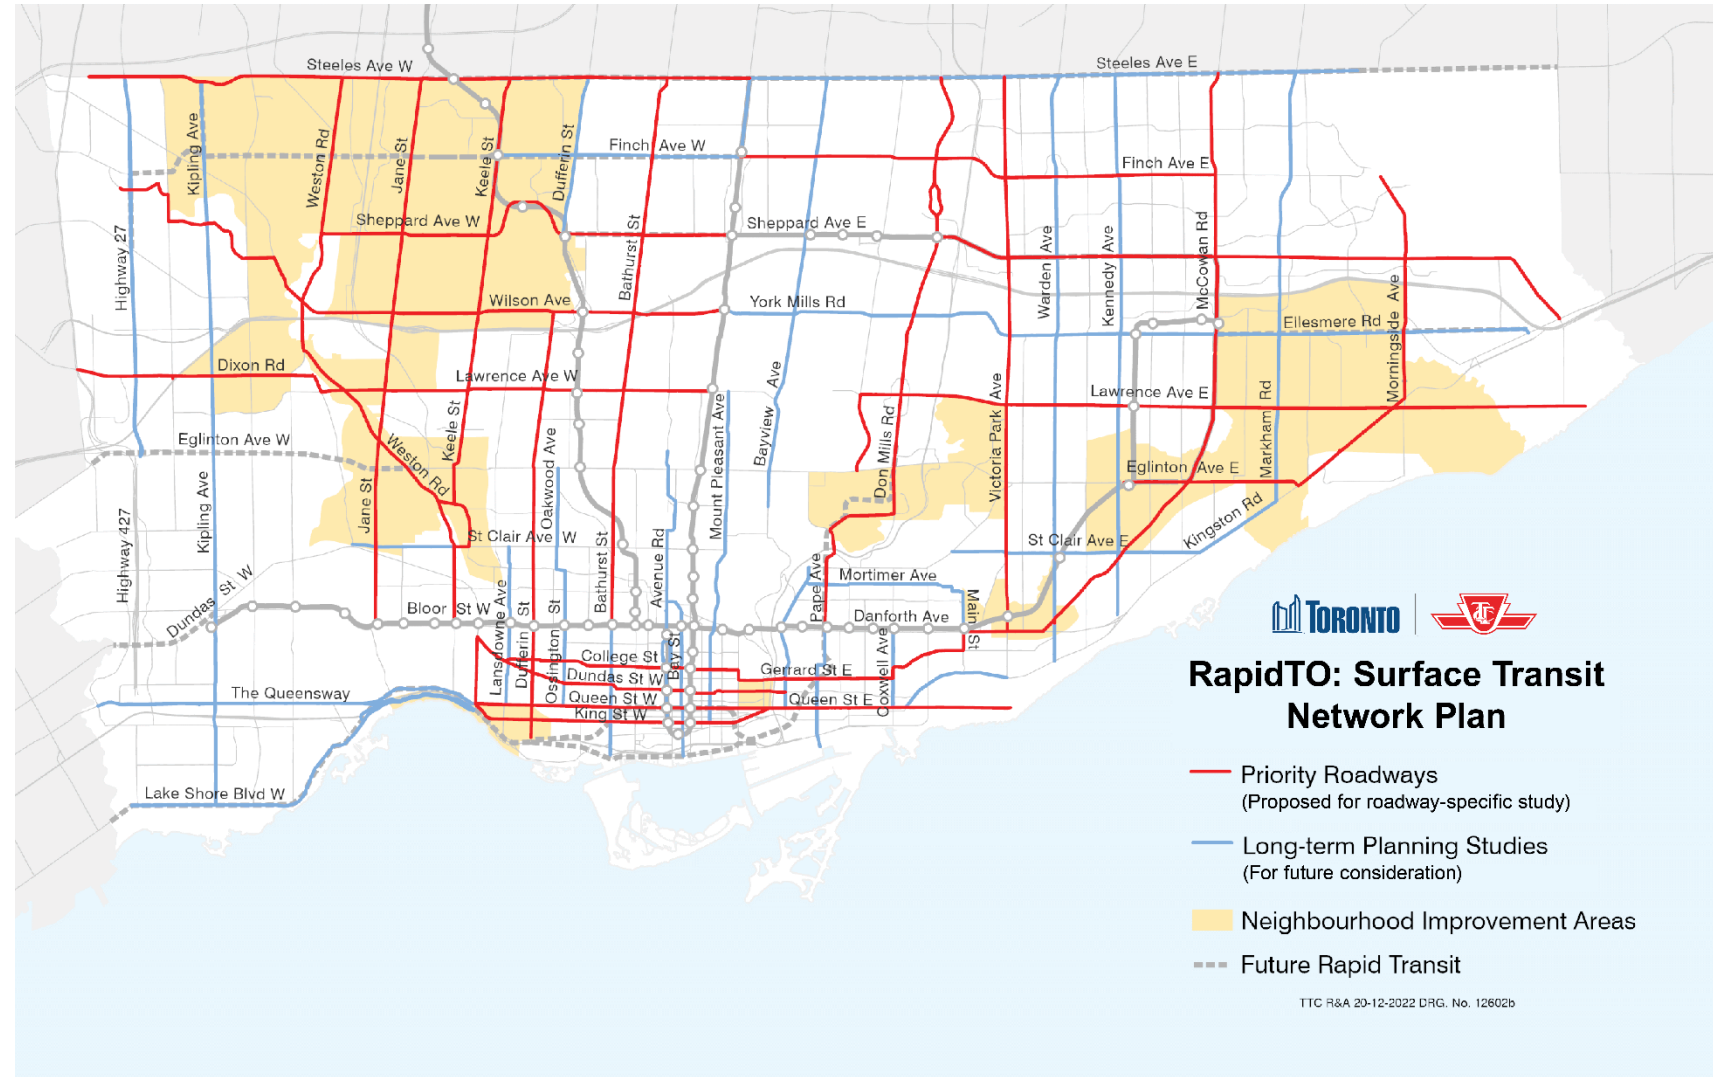 Steeles Ave W
Steeles Ave E
Kipling Ave
Weston Rd
Jane St
Keele St
Dufferin St
Finch Ave W
Finch Ave E
Sheppard Ave W
Bathurst St
Sheppard Ave E
Highway 27
Warden Ave
Kennedy Ave
McCowan Rd
Wilson Ave
York Mills Rd
Ellesmere Rd
Morningside Ave
Dixon Rd
Lawrence Ave W
Bayview Ave
Lawrence Ave E
Markham Rd
Victoria Park Ave
Mount Pleasant Ave
Don Mills Rd
Keele St
Oakwood Ave
Eglinton Ave W
Weston Rd
Eglinton Ave E
Jane St
Kipling Ave
Highway 427
St Clair Ave W
Bathurst St
Avenue Rd
St Clair Ave E
Kingston Rd
Pape Ave
Mortimer Ave
Dundas St W
Bloor St W
Lansdowne Ave
Dufferin St
Ossington St
Danforth Ave
Main St
College St
Bay St
Gerrard St E
Coxwell Ave
Dundas St W
The Queensway
Queen St W
Queen St E
King St W
Lake Shore Blvd W
TORONTO
TTC
RapidTO: Surface Transit
Network Plan
Priority Roadways
(Proposed for roadway-specific study)
Long-term Planning Studies
(For future consideration)
Neighbourhood Improvement Areas
Future Rapid Transit
TTC R&A 20-12-2022 DRG. No. 12602b